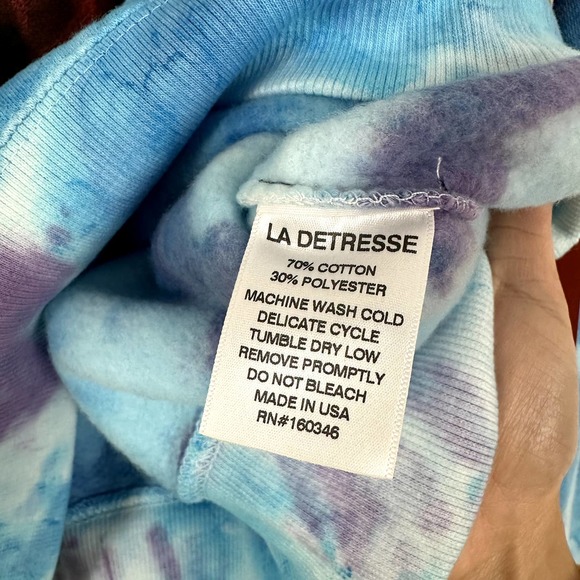 LA DETRESSE
70% COTTON
30% POLYESTER
MACHINE WASH COLD
DELICATE CYCLE
TUMBLE DRY LOW
REMOVE PROMPTLY
DO NOT BLEACH
MADE IN USA
RN#160346